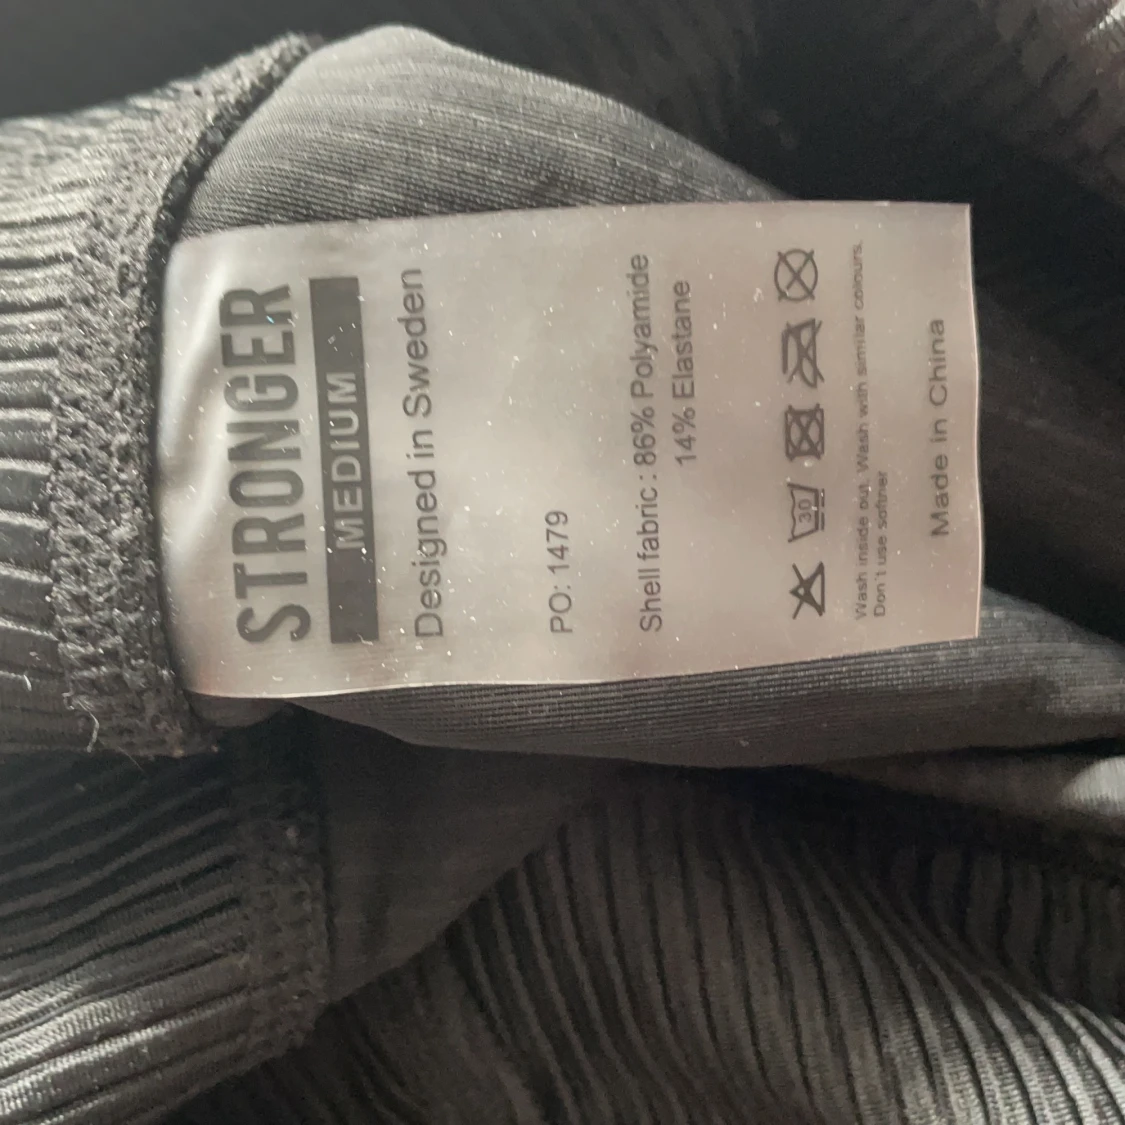 STRONGER
MEDIUM
Designed in Sweden
PO: 1479
Shell fabric : 86% Polyamide
14% Elastane
30
Wash inside out. Wash with similar colours.
Don't use softner
Made in China